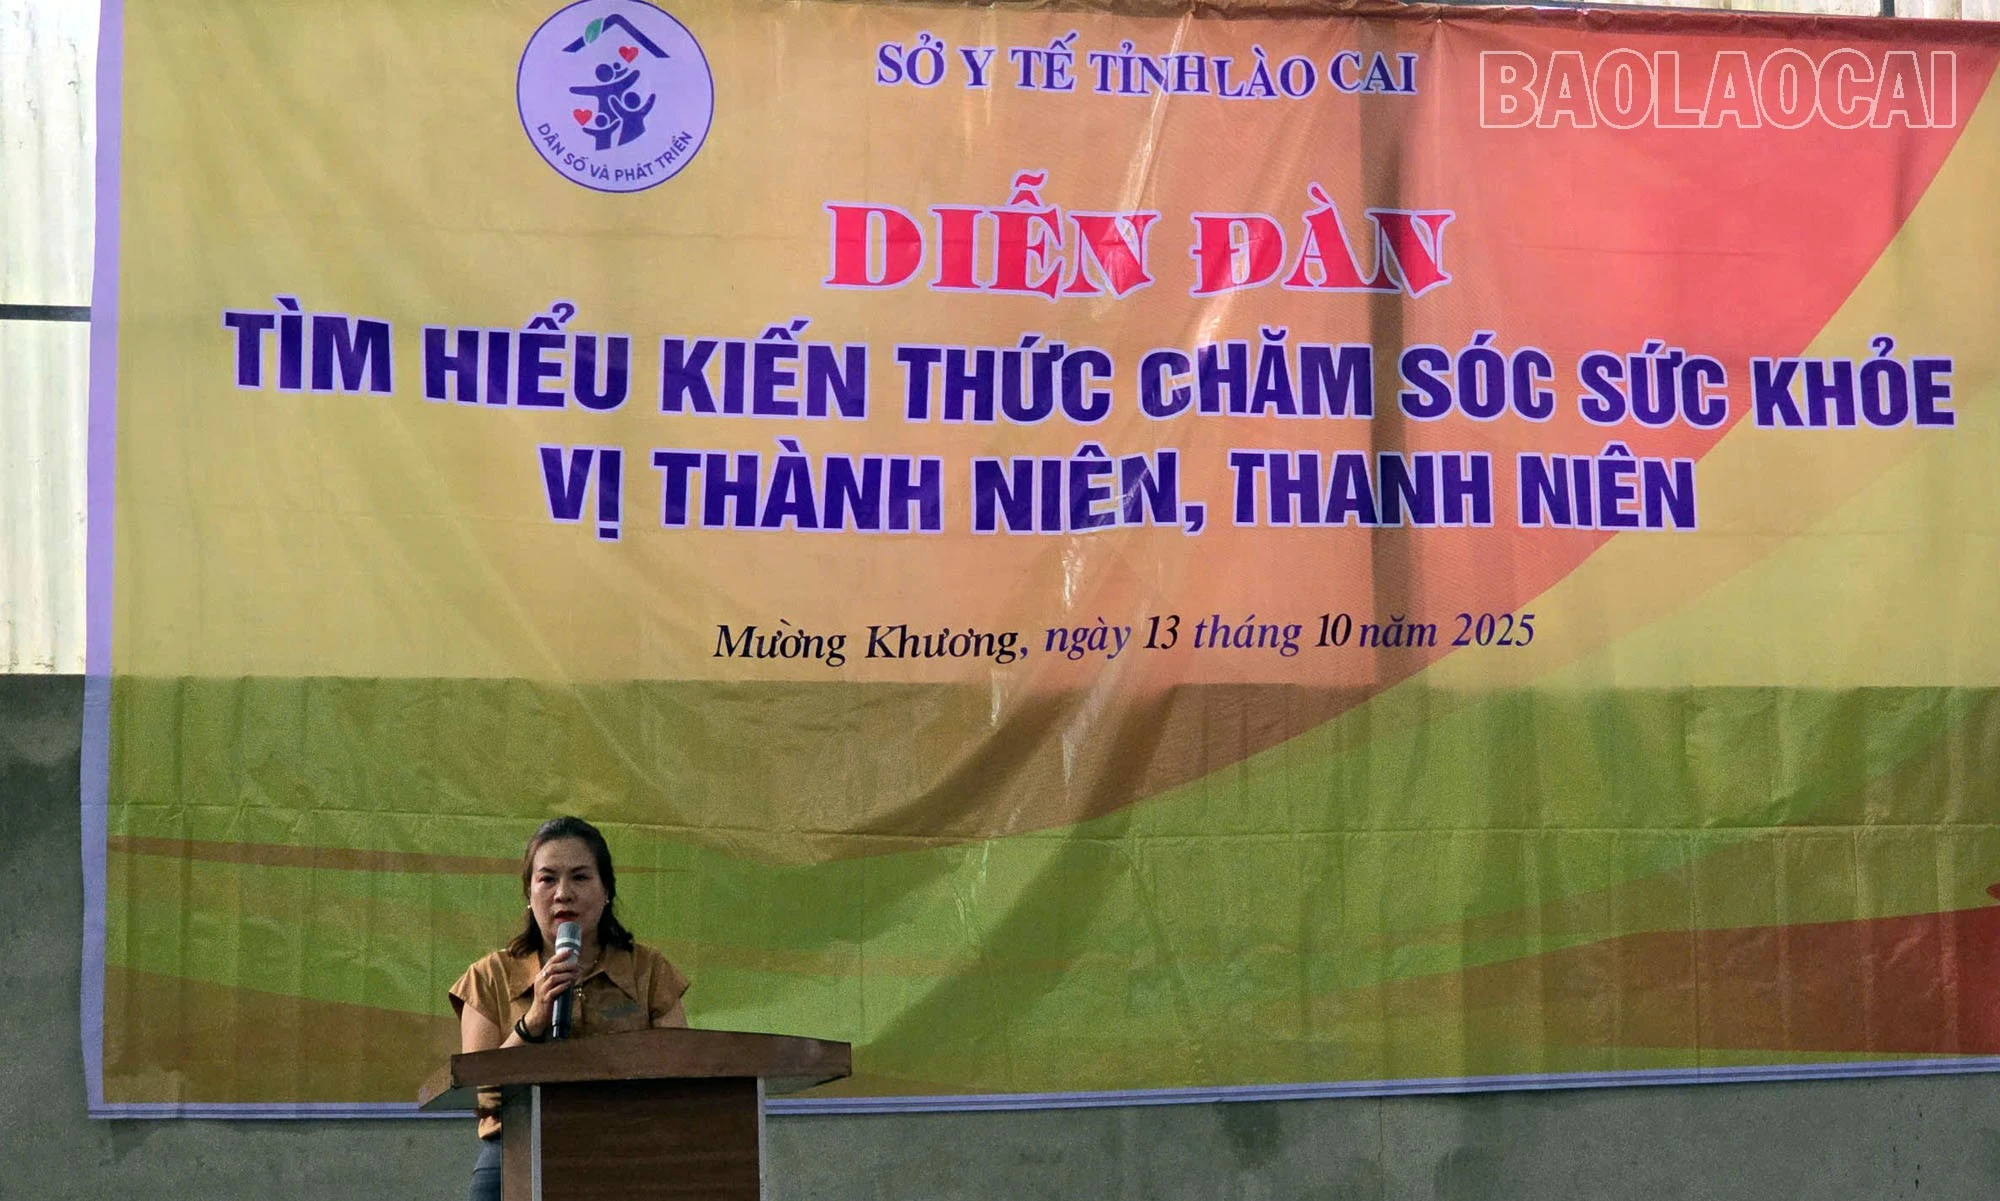 DÂN SỐ VÀ PHÁT TRIỂN
SỞ Y TẾ TỈNH LÀO CAI
BAOLAOCAI
DIỄN ĐÀN
TÌM HIỂU KIẾN THỨC CHĂM SÓC SỨC KHỎE
VỊ THÀNH NIÊN, THANH NIÊN
Mường Khương, ngày 13 tháng 10 năm 2025